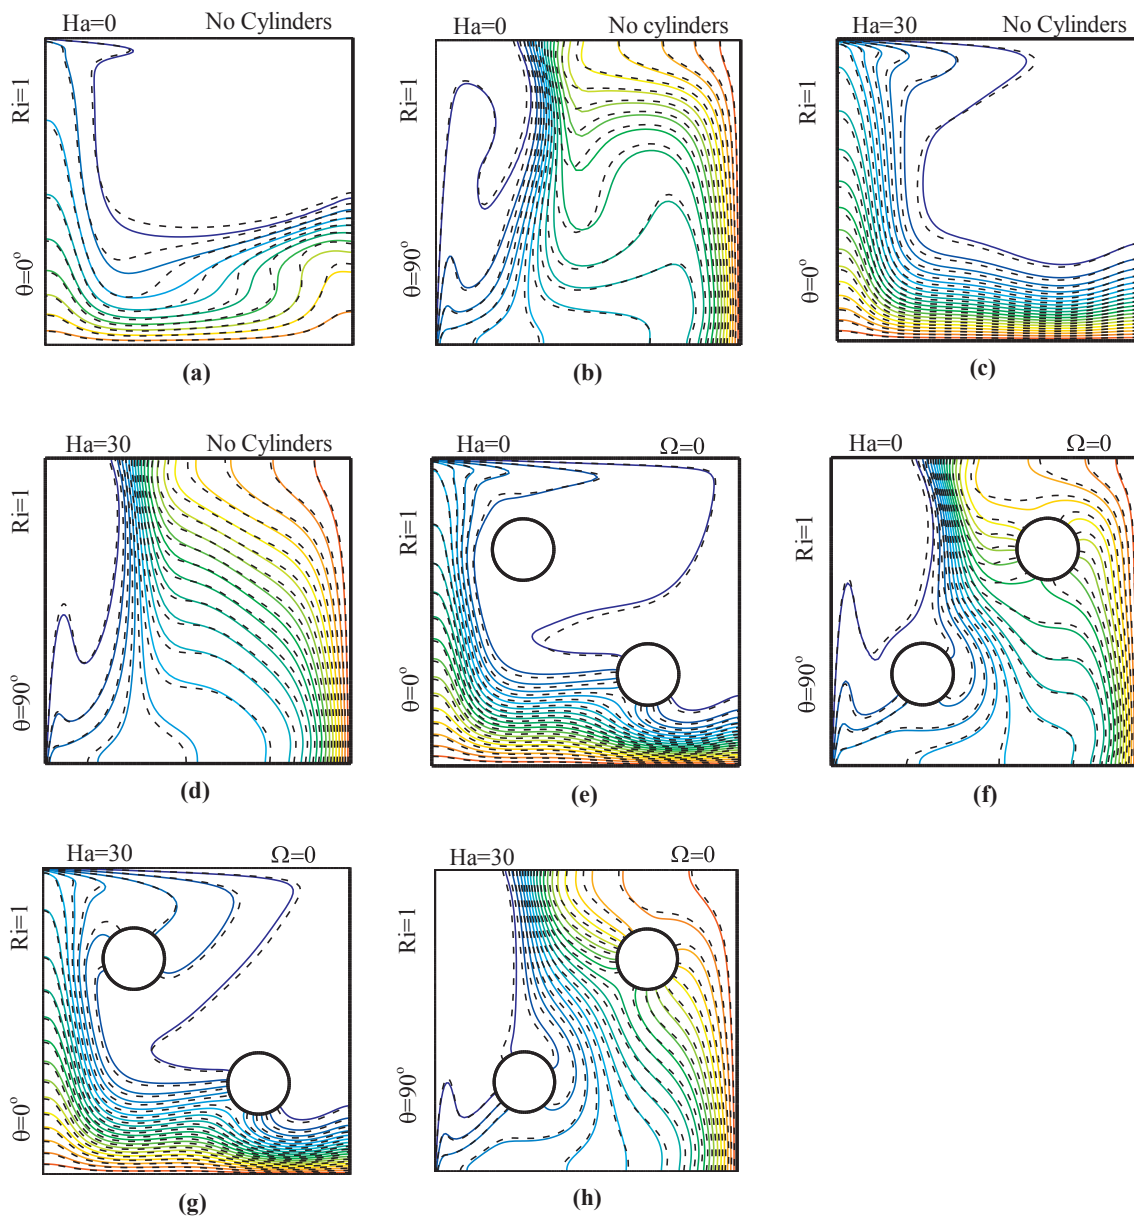 Ha=0 No Cylinders
Ri=1
θ=0°
(a)
Ha=0 No cylinders
Ri=1
θ=90°
(b)
Ha=30 No Cylinders
Ri=1
θ=0°
(c)
Ha=30 No Cylinders
Ri=1
θ=90°
(d)
Ha=0 Ω=0
Ri=1
θ=0°
(e)
Ha=0 Ω=0
Ri=1
θ=90°
(f)
Ha=30 Ω=0
Ri=1
θ=0°
(g)
Ha=30 Ω=0
Ri=1
θ=90°
(h)